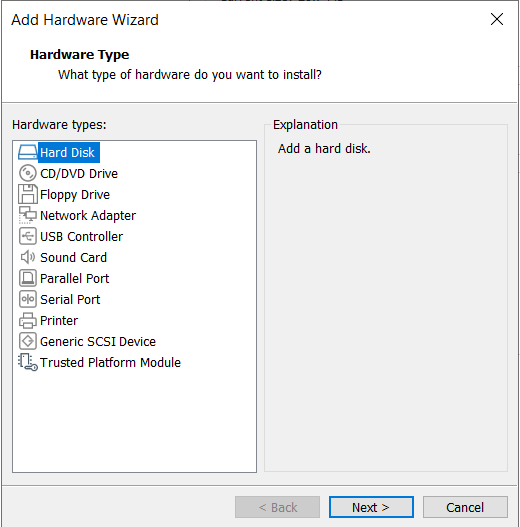 Add Hardware Wizard
Hardware Type
What type of hardware do you want to install?
Hardware types:
Hard Disk
CD/DVD Drive
Floppy Drive
Network Adapter
USB Controller
Sound Card
Parallel Port
Serial Port
Printer
Generic SCSI Device
Trusted Platform Module
Explanation
Add a hard disk.
< Back
Next >
Cancel